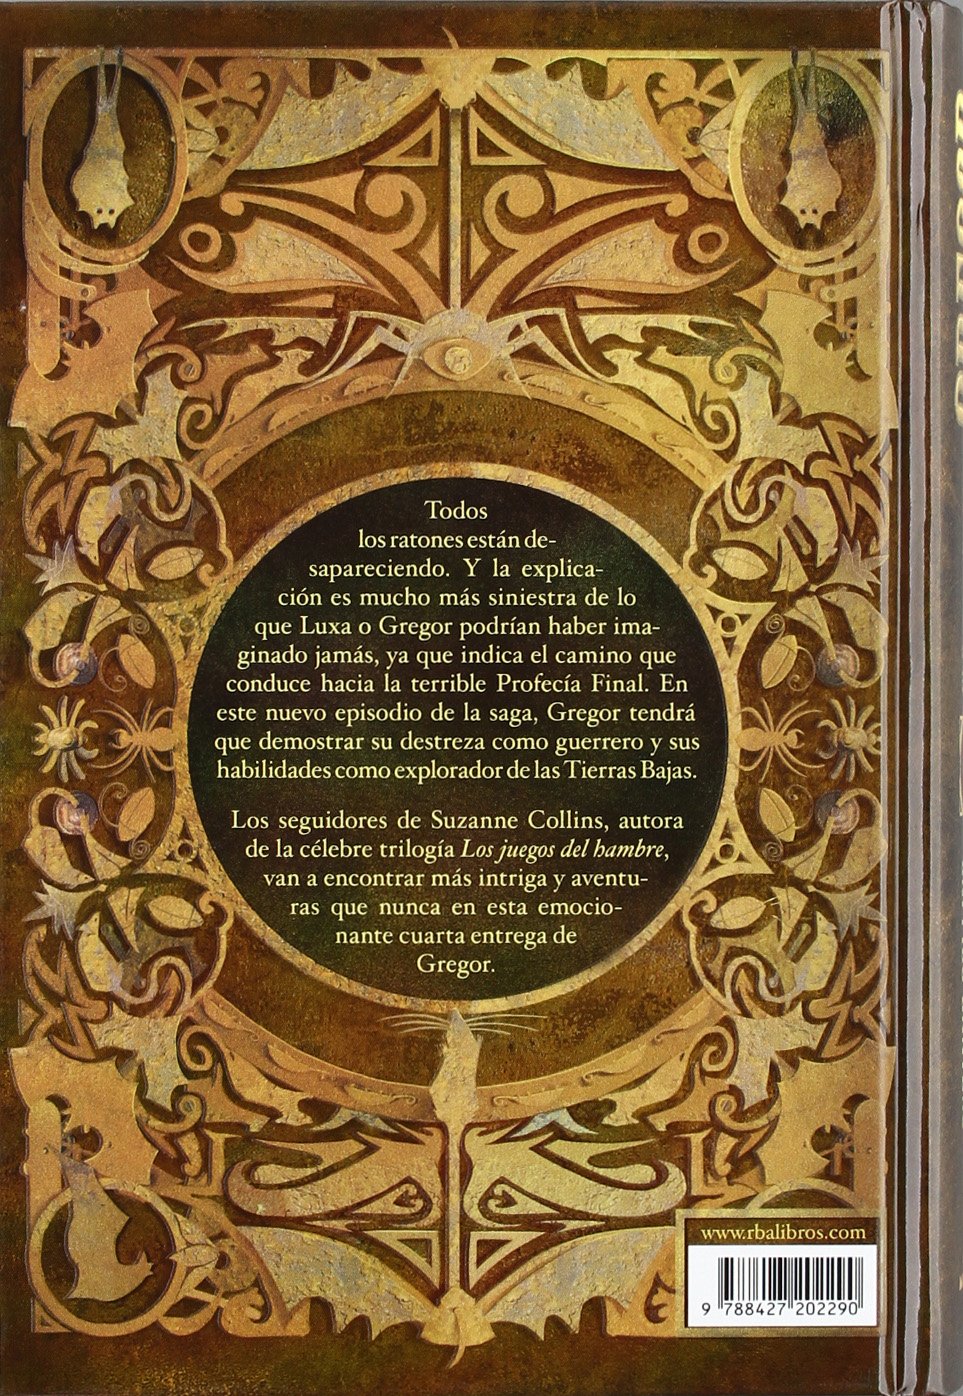 Todos
los ratones están de-
sapareciendo. Y la explica-
ción es mucho más siniestra de lo
que Luxa o Gregor podrían haber ima-
ginado jamás, ya que indica el camino que
conduce hacia la terrible Profecía Final. En
este nuevo episodio de la saga, Gregor tendrá
que demostrar su destreza como guerrero y sus
habilidades como explorador de las Tierras Bajas.
Los seguidores de Suzanne Collins, autora
de la célebre trilogía Los juegos del hambre,
van a encontrar más intriga y aventu-
ras que nunca en esta emocio-
nante cuarta entrega de
Gregor.
www.rbalibros.com
9 788427 202290